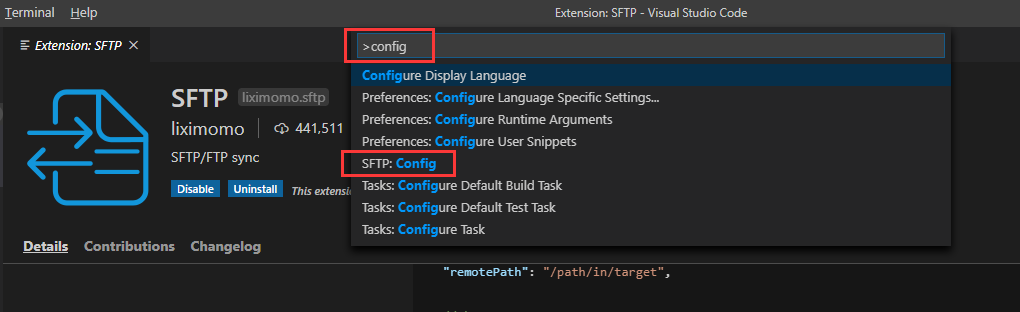 Terminal Help
Extension: SFTP - Visual Studio Code
Extension: SFTP
>config
Configure Display Language
Preferences: Configure Language Specific Settings...
Preferences: Configure Runtime Arguments
Preferences: Configure User Snippets
SFTP: Config
Tasks: Configure Default Build Task
Tasks: Configure Default Test Task
Tasks: Configure Task
SFTP liximomo.sftp
liximomo 441,511
SFTP/FTP sync
Disable Uninstall This extensio
Details Contributions Changelog
"remotePath": "/path/in/target",